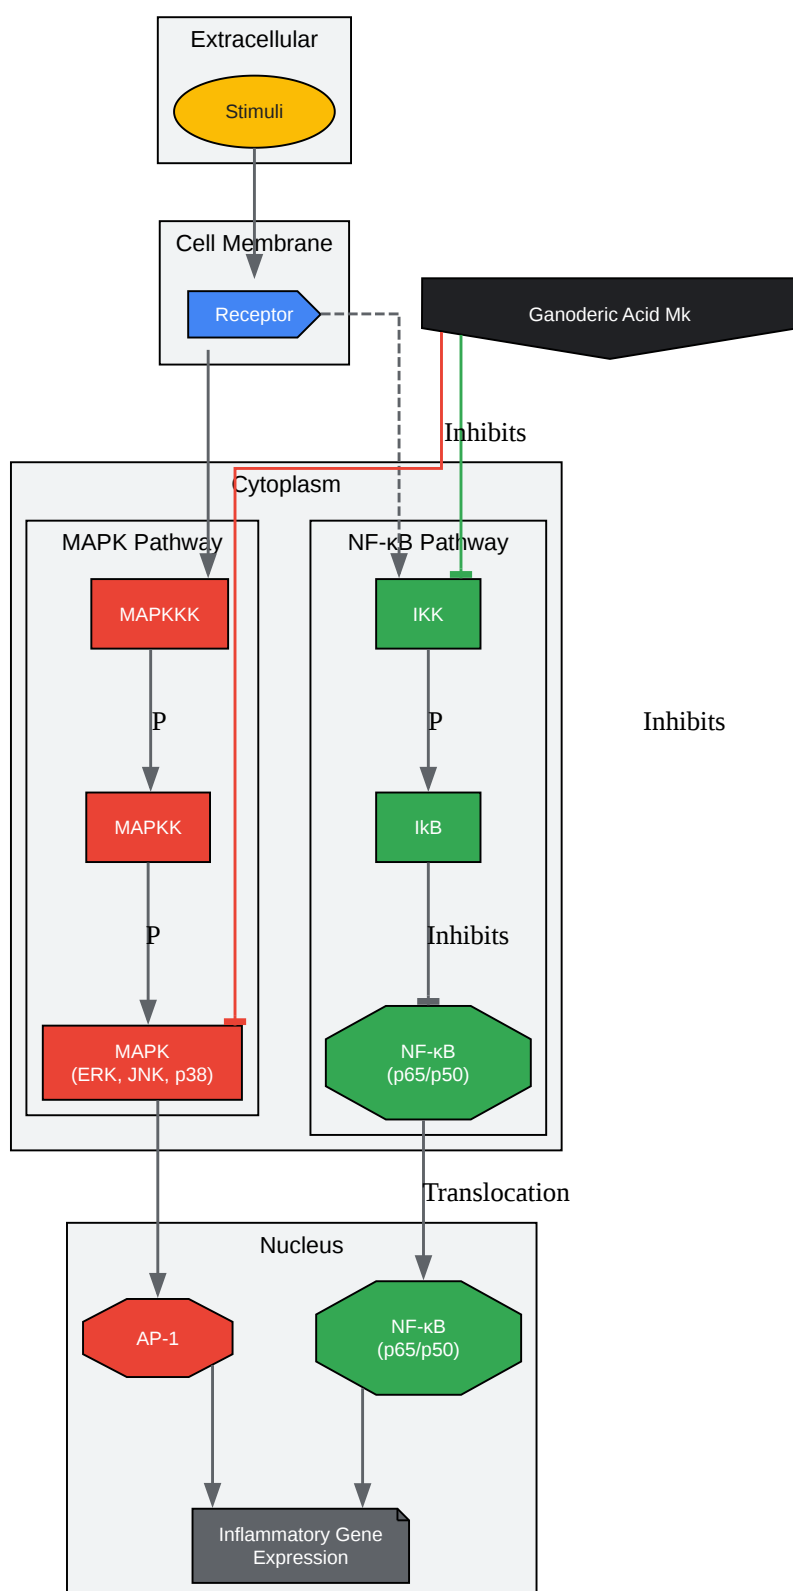 Extracellular
Stimuli
Cell Membrane
Receptor
Ganoderic Acid Mk
Inhibits
Cytoplasm
MAPK Pathway
NF-κB Pathway
MAPKKK
IKK
P
P
Inhibits
MAPKK
IkB
P
Inhibits
MAPK
(ERK, JNK, p38)
NF-κB
(p65/p50)
Translocation
Nucleus
AP-1
NF-κB
(p65/p50)
Inflammatory Gene
Expression